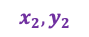 x₂, y₂